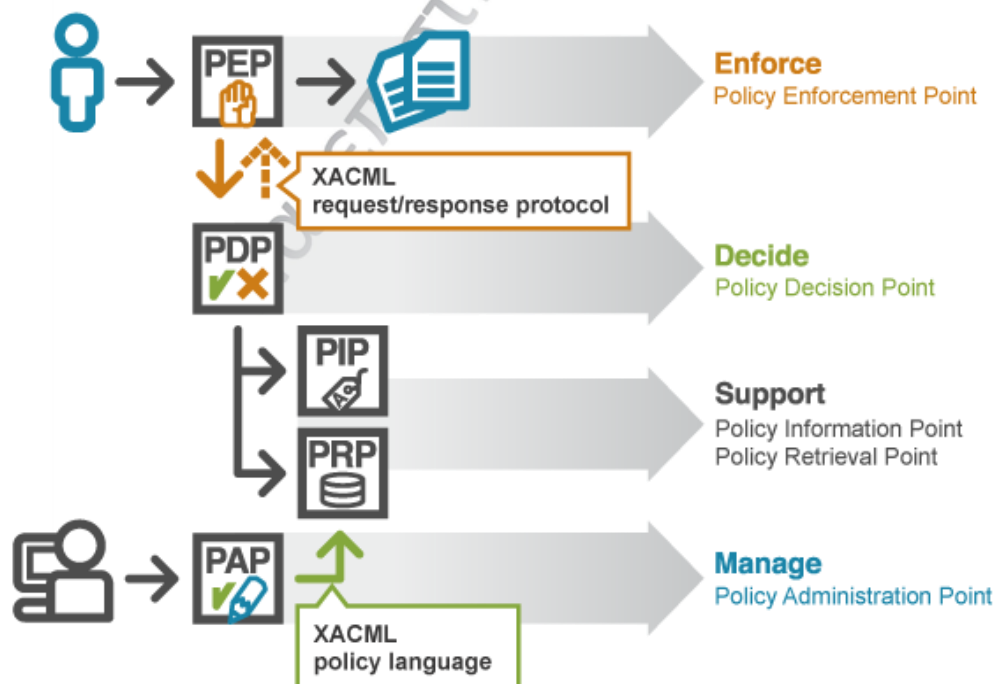 PEP
Enforce
Policy Enforcement Point
XACML
request/response protocol
PDP
Decide
Policy Decision Point
PIP
PRP
Support
Policy Information Point
Policy Retrieval Point
PAP
Manage
Policy Administration Point
XACML
policy language